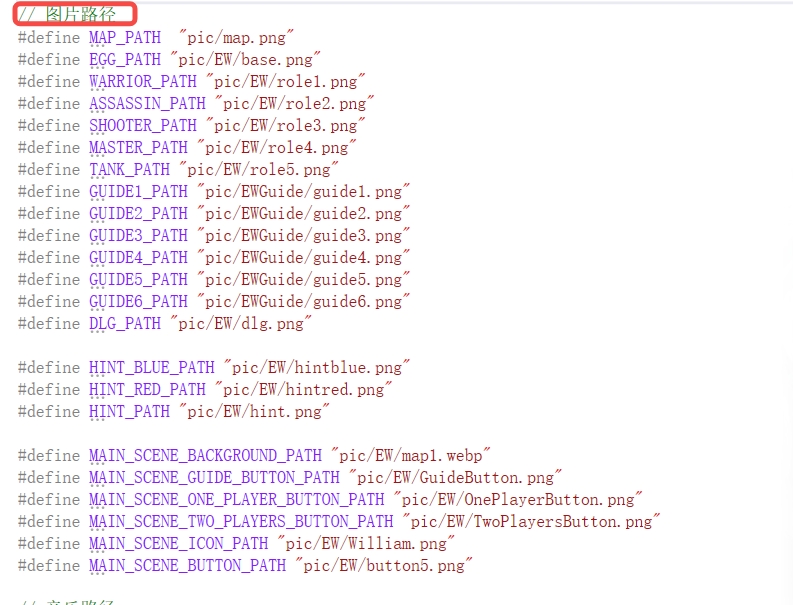 // 图片路径
#define MAP_PATH  "pic/map.png"
#define EGG_PATH "pic/EW/base.png"
#define WARRIOR_PATH "pic/EW/role1.png"
#define ASSASSIN_PATH "pic/EW/role2.png"
#define SHOOTER_PATH "pic/EW/role3.png"
#define MASTER_PATH "pic/EW/role4.png"
#define TANK_PATH "pic/EW/role5.png"
#define GUIDE1_PATH "pic/EWGuide/guide1.png"
#define GUIDE2_PATH "pic/EWGuide/guide2.png"
#define GUIDE3_PATH "pic/EWGuide/guide3.png"
#define GUIDE4_PATH "pic/EWGuide/guide4.png"
#define GUIDE5_PATH "pic/EWGuide/guide5.png"
#define GUIDE6_PATH "pic/EWGuide/guide6.png"
#define DLG_PATH "pic/EW/dlg.png"
#define HINT_BLUE_PATH "pic/EW/hintblue.png"
#define HINT_RED_PATH "pic/EW/hintred.png"
#define HINT_PATH "pic/EW/hint.png"
#define MAIN_SCENE_BACKGROUND_PATH "pic/EW/map1.webp"
#define MAIN_SCENE_GUIDE_BUTTON_PATH "pic/EW/GuideButton.png"
#define MAIN_SCENE_ONE_PLAYER_BUTTON_PATH "pic/EW/OnePlayerButton.png"
#define MAIN_SCENE_TWO_PLAYERS_BUTTON_PATH "pic/EW/TwoPlayersButton.png"
#define MAIN_SCENE_ICON_PATH "pic/EW/William.png"
#define MAIN_SCENE_BUTTON_PATH "pic/EW/button5.png"